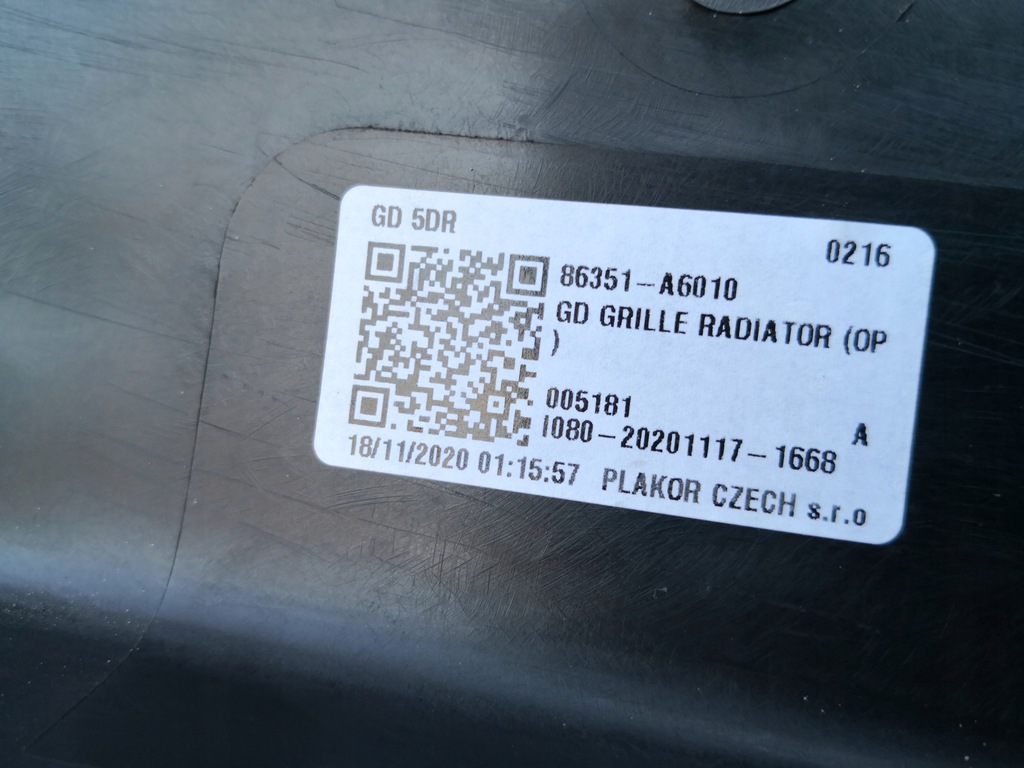 GD 5DR
0216
86351-A6010
GD GRILLE RADIATOR (OP
)
005181
A
I080-20201117-1668
18/11/2020 01:15:57 PLAKOR CZECH s.r.o